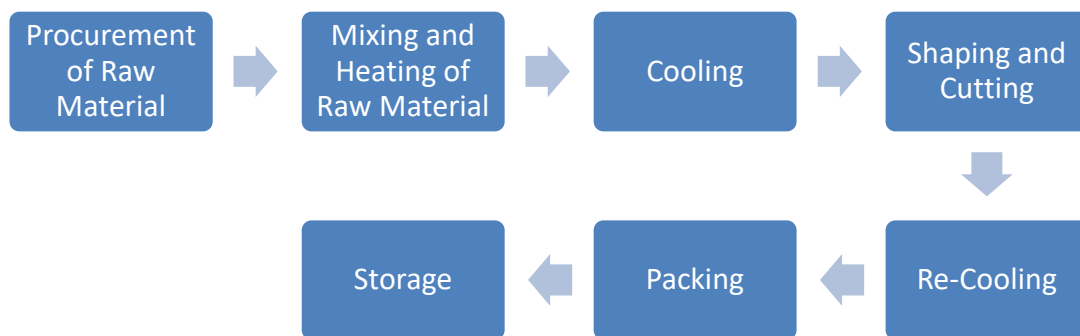 Procurement
of Raw
Material
Mixing and
Heating of
Raw Material
Cooling
Shaping and
Cutting
Re-Cooling
Packing
Storage